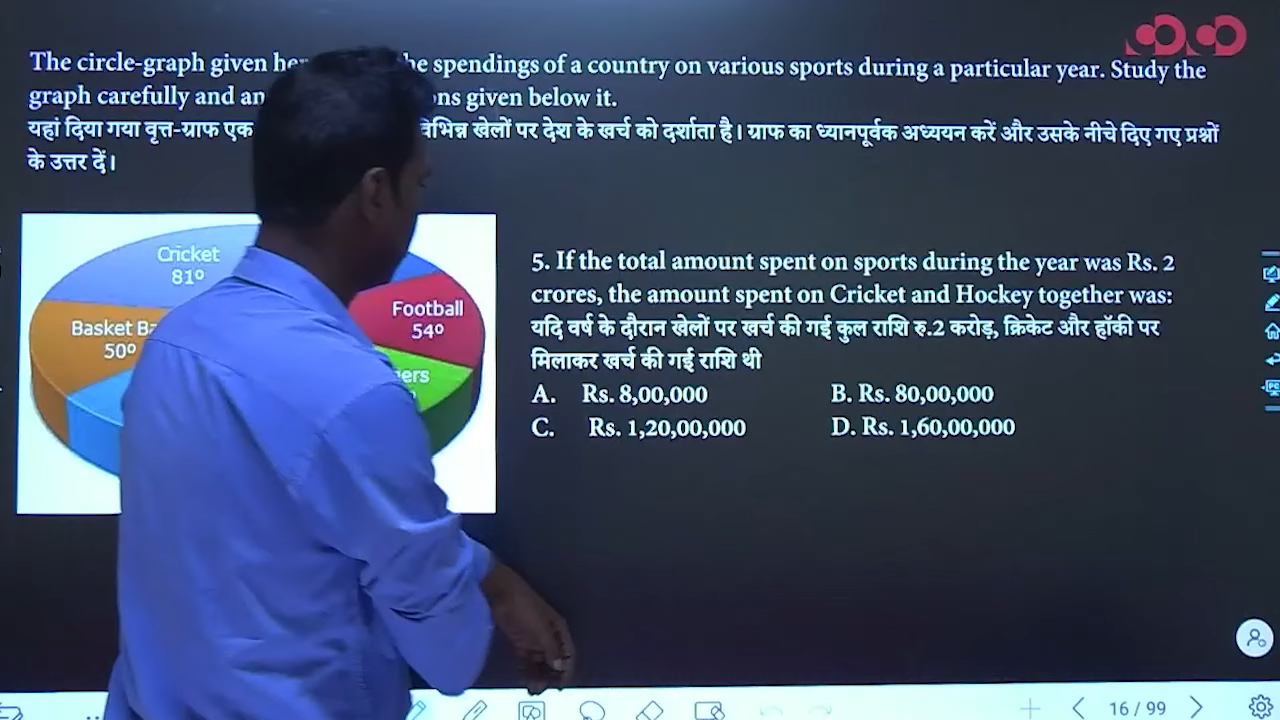 The circle-graph given he he spendings of a country on various sports during a particular year. Study the
graph carefully and an ons given below it.
यहां दिया गया वृत्त-ग्राफ एक विभिन्न खेलों पर देश के खर्च को दर्शाता है। ग्राफ का ध्यानपूर्वक अध्ययन करें और उसके नीचे दिए गए प्रश्नों
के उत्तर दें।
Cricket
81º
Football
54º
Basket Ba
50º
ers
5. If the total amount spent on sports during the year was Rs. 2
crores, the amount spent on Cricket and Hockey together was:
यदि वर्ष के दौरान खेलों पर खर्च की गई कुल राशि रु.2 करोड़, क्रिकेट और हॉकी पर
मिलाकर खर्च की गई राशि थी
A. Rs. 8,00,000 B. Rs. 80,00,000
C. Rs. 1,20,00,000 D. Rs. 1,60,00,000
16 / 99